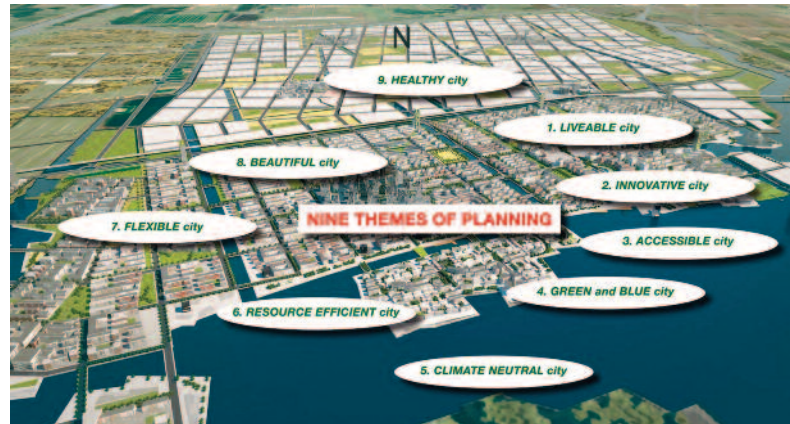 N
9. HEALTHY city
1. LIVEABLE city
8. BEAUTIFUL city
2. INNOVATIVE city
NINE THEMES OF PLANNING
7. FLEXIBLE city
3. ACCESSIBLE city
4. GREEN and BLUE city
6. RESOURCE EFFICIENT city
5. CLIMATE NEUTRAL city